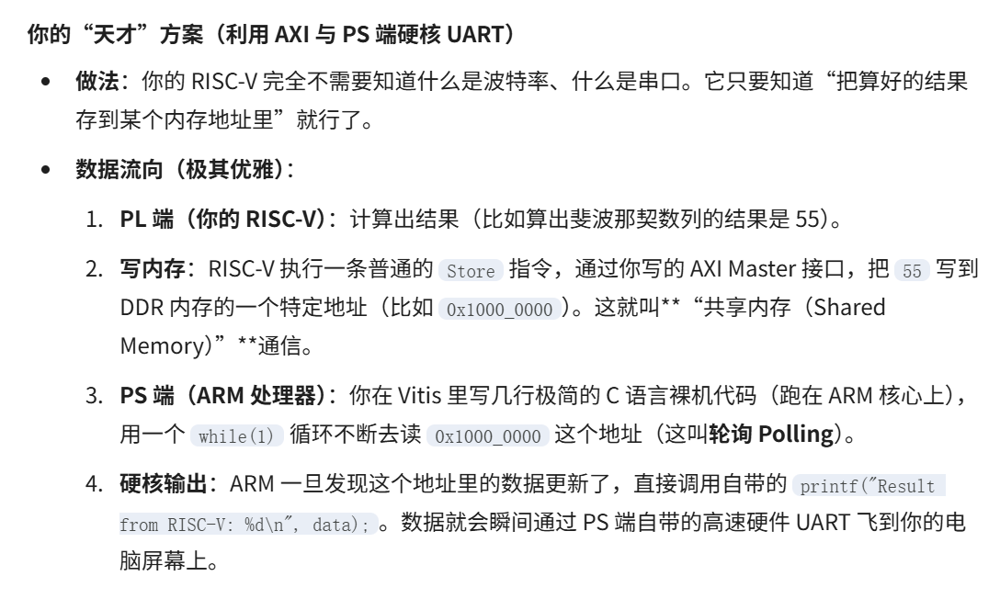 你的“天才”方案（利用 AXI 与 PS 端硬核 UART）
• 做法：你的 RISC-V 完全不需要知道什么是波特率、什么是串口。它只要知道“把算好的结果
存到某个内存地址里”就行了。
• 数据流向（极其优�）：
1. PL 端（你的 RISC-V）：计算出结果（比如算出斐波那契数列的结果是 55）。
2. 写内存：RISC-V 执行一条普通的 Store 指令，通过你写的 AXI Master 接口，把 55 写到
DDR 内存的一个特定地址（比如 0x1000_0000）。这就叫**“共享内存（Shared
Memory）”**通信。
3. PS 端（ARM 处理器）：你在 Vitis 里写几行极简的 C 语言裸机代码（跑在 ARM 核心上），
用一个 while(1) 循环不断去读 0x1000_0000 这个地址（这叫轮询 Polling）。
4. 硬核输出：ARM 一旦发现这个地址里的数据更新了，直接调用自带的 printf("Result
from RISC-V: %d\n", data);。数据就会瞬间通过 PS 端自带的高速硬件 UART 飞到你的电
脑屏幕上。